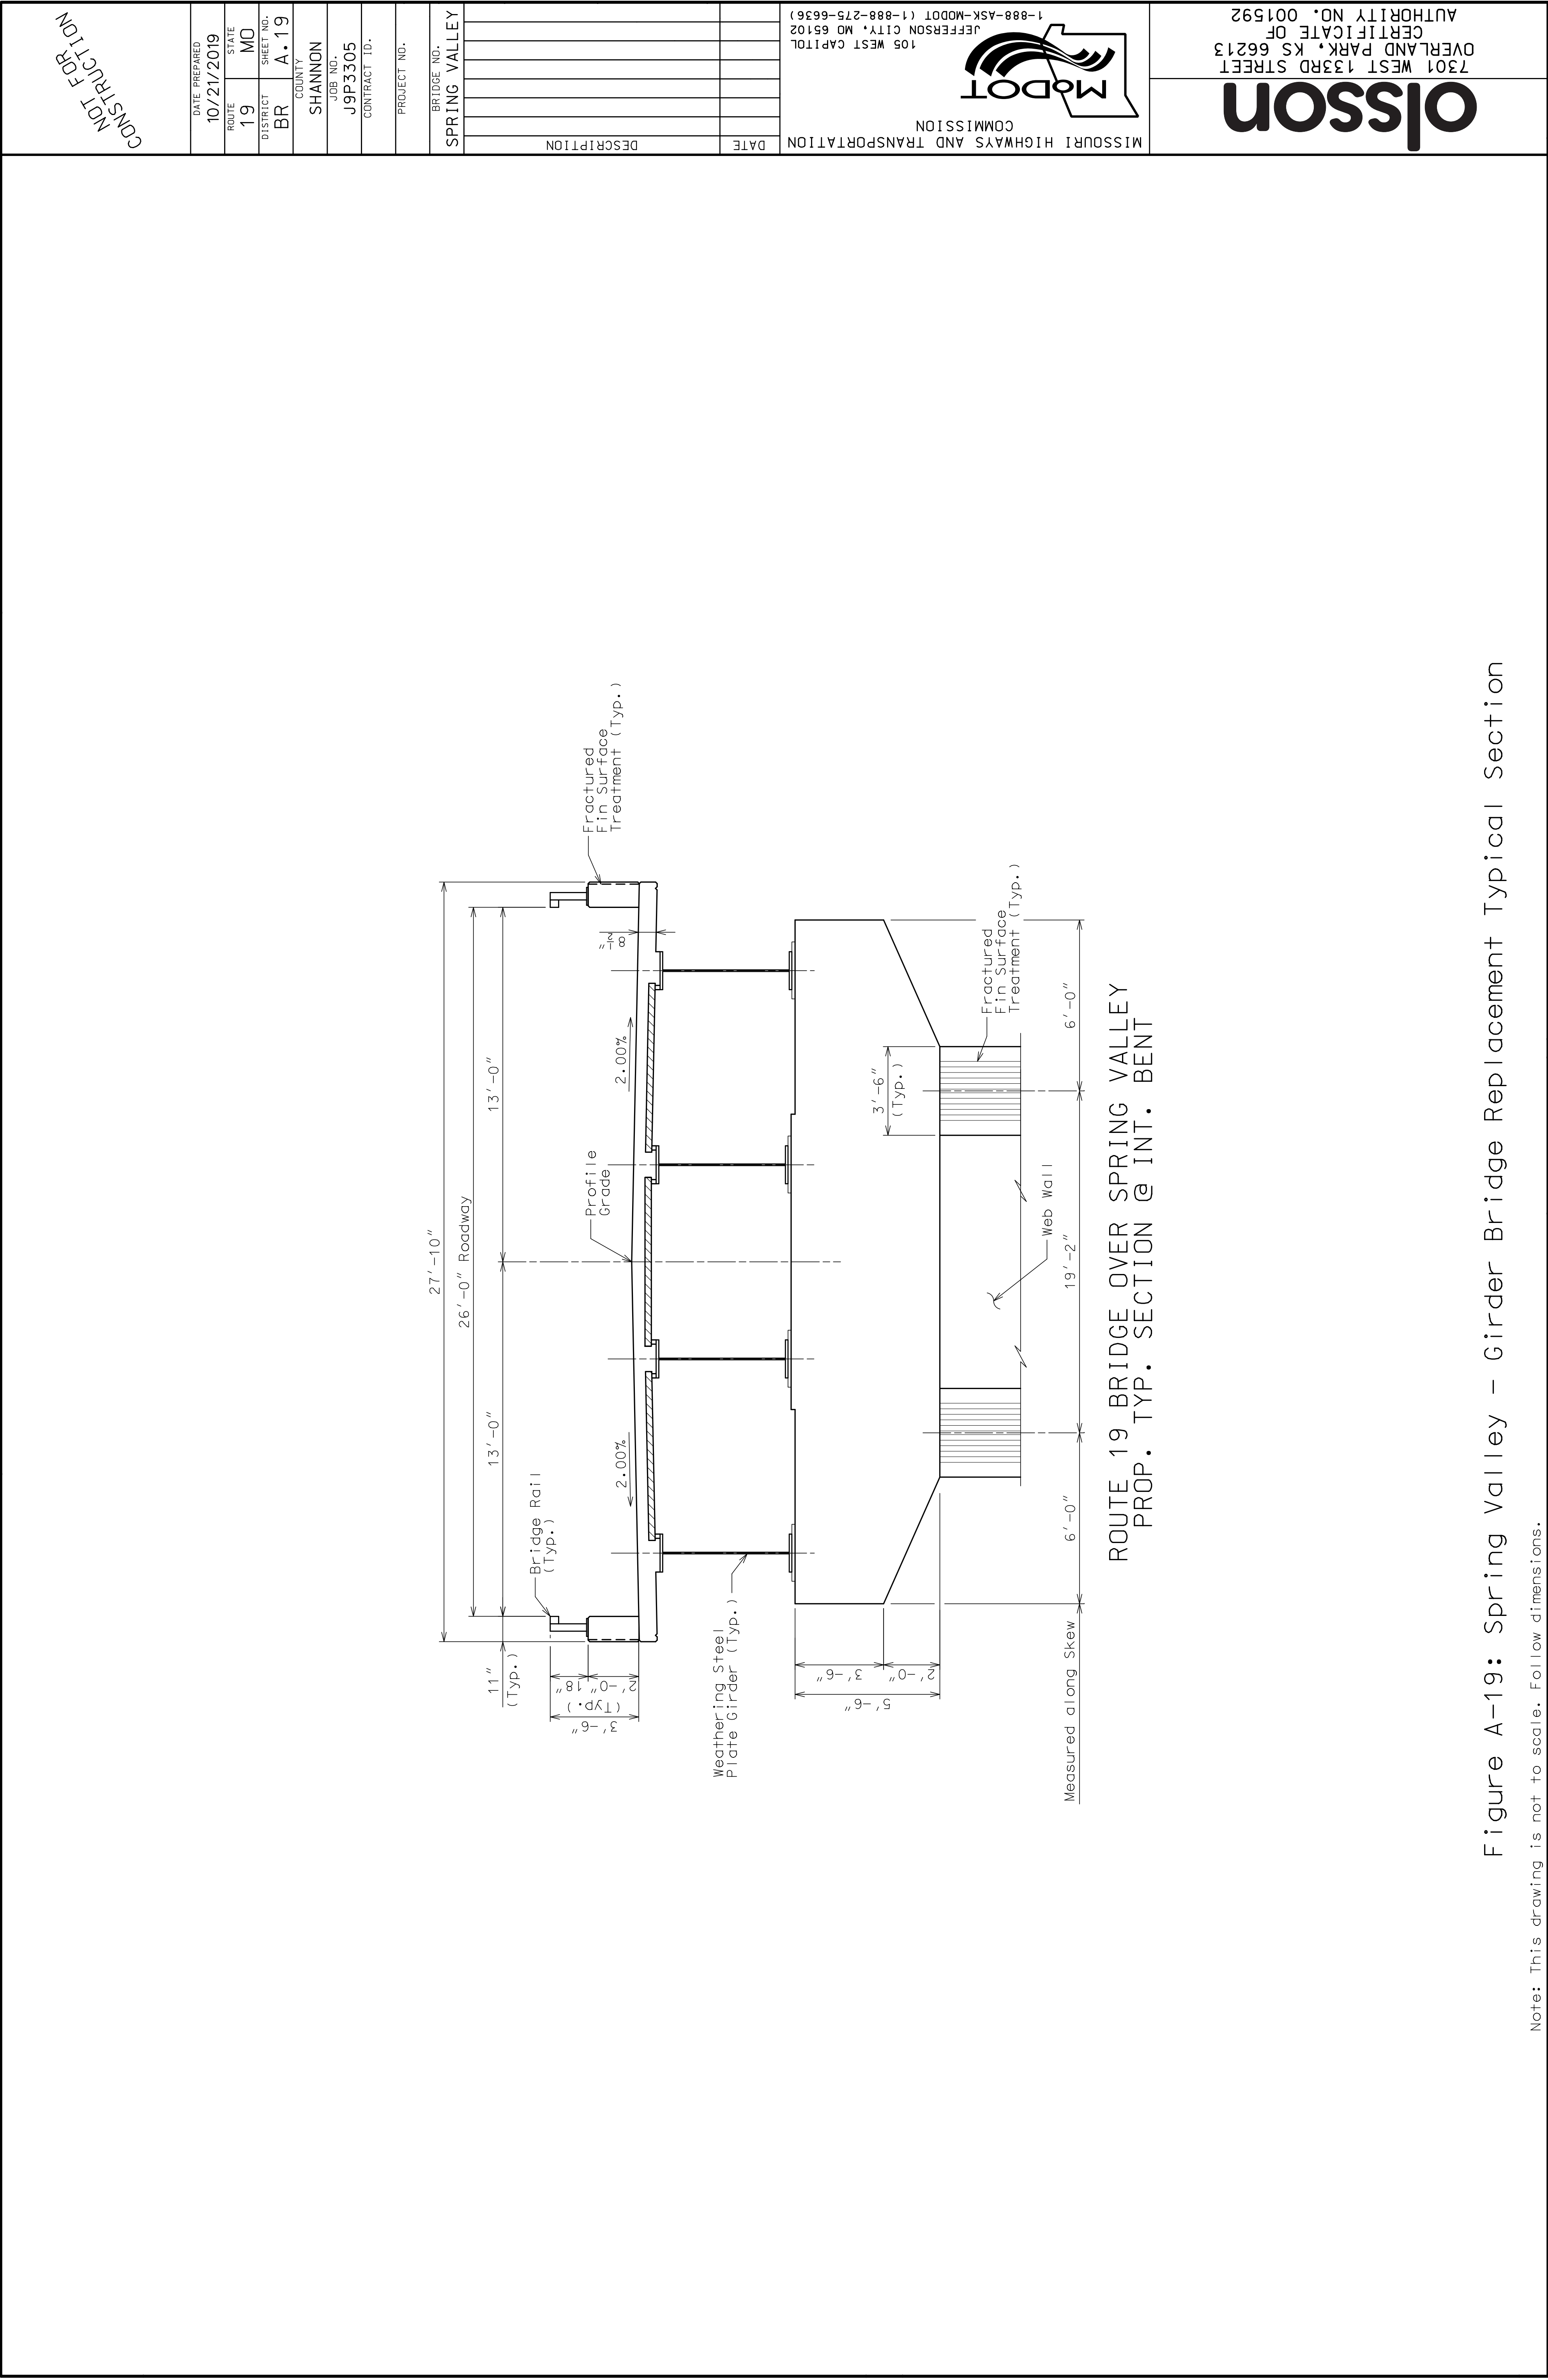 NOT FOR
CONSTRUCTION
DATE PREPARED
10/21/2019
ROUTE
STATE
19
MO
DISTRICT
SHEET NO.
BR
A.19
COUNTY
SHANNON
JOB NO.
J9P3305
CONTRACT ID.
PROJECT NO.
BRIDGE NO.
SPRING VALLEY
DESCRIPTION
DATE
MISSOURI HIGHWAYS AND TRANSPORTATION
COMMISSION
MoDOT
105 WEST CAPITOL
JEFFERSON CITY, MO 65102
1-888-ASK-MODOT (1-888-275-6636)
olsson
7301 WEST 133RD STREET
OVERLAND PARK, KS 66213
CERTIFICATE OF
AUTHORITY NO. 001592
27'-10"
26'-0" Roadway
11"
(Typ.)
13'-0"
13'-0"
Bridge Rail
(Typ.)
3'-6"
(Typ.)
18"
2'-0"
Profile
Grade
Fractured
Fin Surface
Treatment (Typ.)
2.00%
2.00%
8½"
Weathering Steel
Plate Girder (Typ.)
3'-6"
2'-0"
5'-6"
3'-6"
(Typ.)
Fractured
Fin Surface
Treatment (Typ.)
Web Wall
Measured along Skew
6'-0"
19'-2"
6'-0"
ROUTE 19 BRIDGE OVER SPRING VALLEY
PROP. TYP. SECTION @ INT. BENT
Figure A-19: Spring Valley - Girder Bridge Replacement Typical Section
Note: This drawing is not to scale. Follow dimensions.